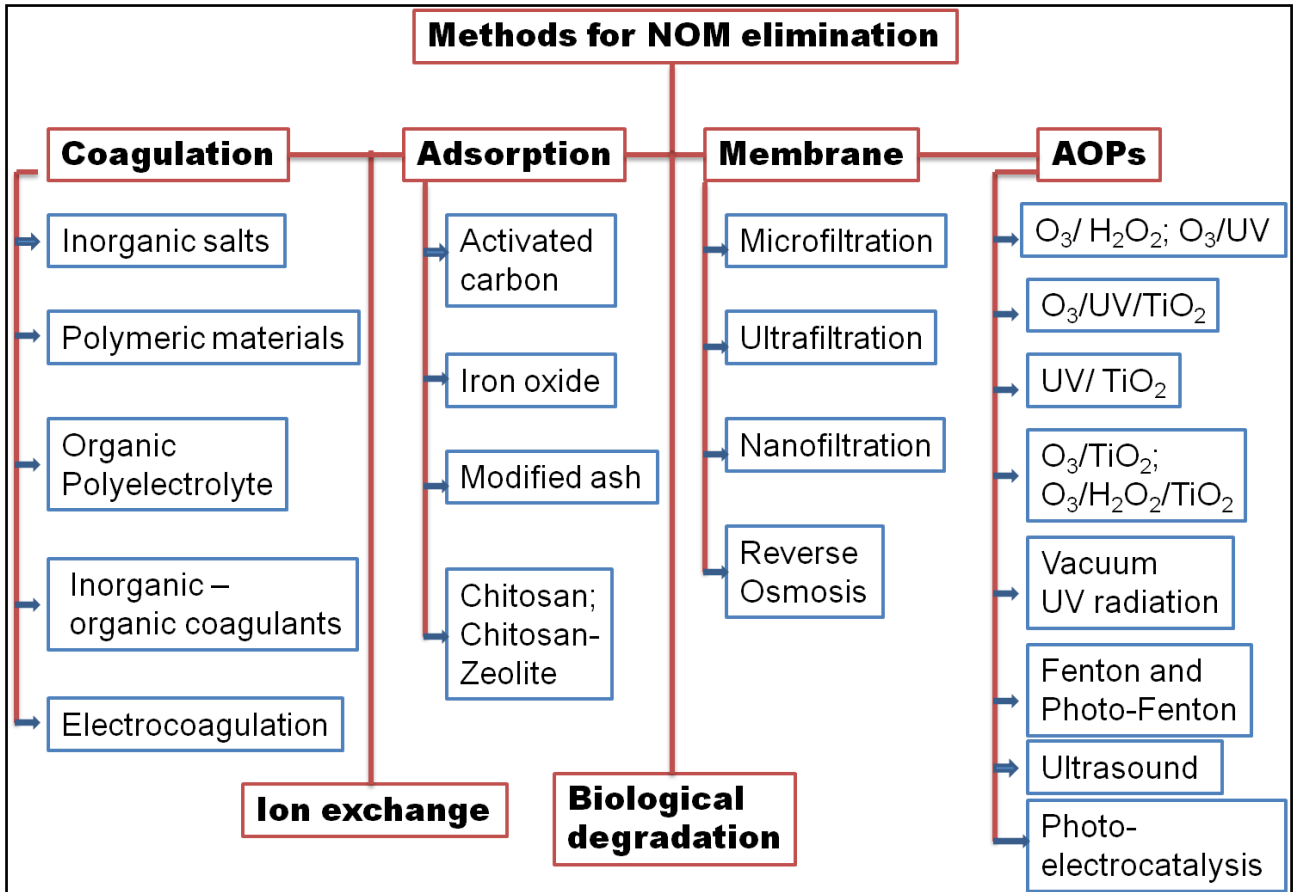 Methods for NOM elimination
Coagulation
Inorganic salts
Polymeric materials
Organic
Polyelectrolyte
Inorganic –
organic coagulants
Electrocoagulation
Ion exchange
Adsorption
Activated
carbon
Iron oxide
Modified ash
Chitosan;
Chitosan-
Zeolite
Biological
degradation
Membrane
Microfiltration
Ultrafiltration
Nanofiltration
Reverse
Osmosis
AOPs
O₃/ H₂O₂; O₃/UV
O₃/UV/TiO₂
UV/ TiO₂
O₃/TiO₂;
O₃/H₂O₂/TiO₂
Vacuum
UV radiation
Fenton and
Photo-Fenton
Ultrasound
Photo-
electrocatalysis